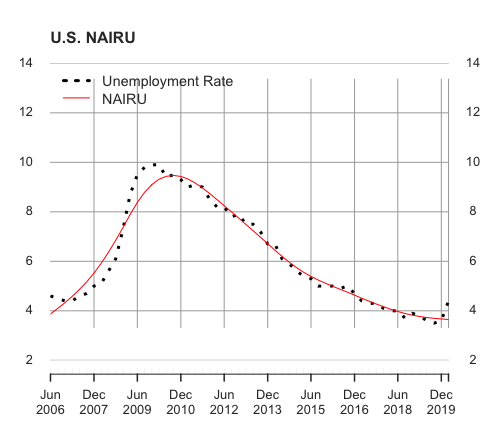 U.S. NAIRU
14 14
Unemployment Rate
NAIRU
12 12
10 10
8 8
6 6
4 4
2 2
Jun Dec Jun Dec Jun Dec Jun Dec Jun Dec
2006 2007 2009 2010 2012 2013 2015 2016 2018 2019